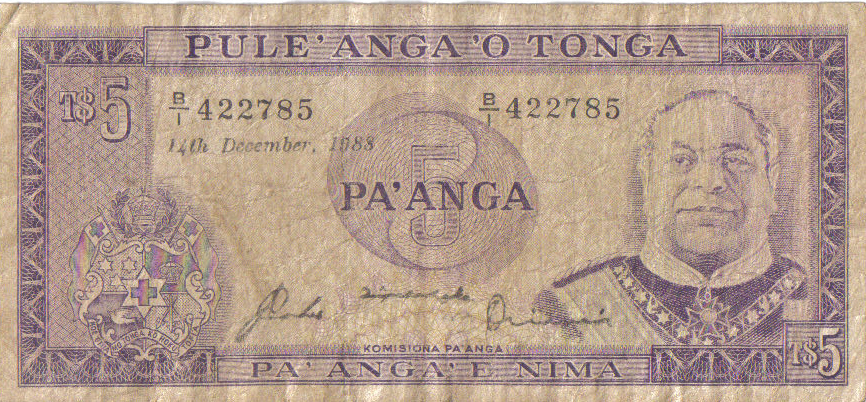 PULE'ANGA 'O TONGA
T$5
B/1 422785
B/1 422785
14th December, 1988
5
PA'ANGA
KOMISIONA PA'ANGA
T$5
PA'ANGA 'E NIMA